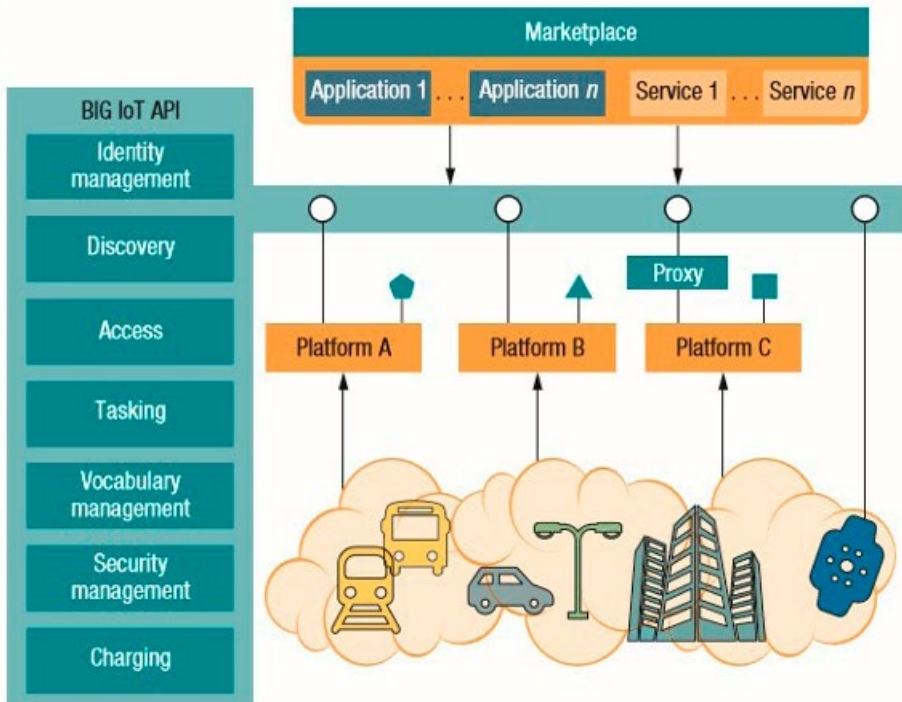 Marketplace
Application 1 ... Application n Service 1 ... Service n
BIG IoT API
Identity
management
Discovery
Access
Tasking
Vocabulary
management
Security
management
Charging
Proxy
Platform A
Platform B
Platform C